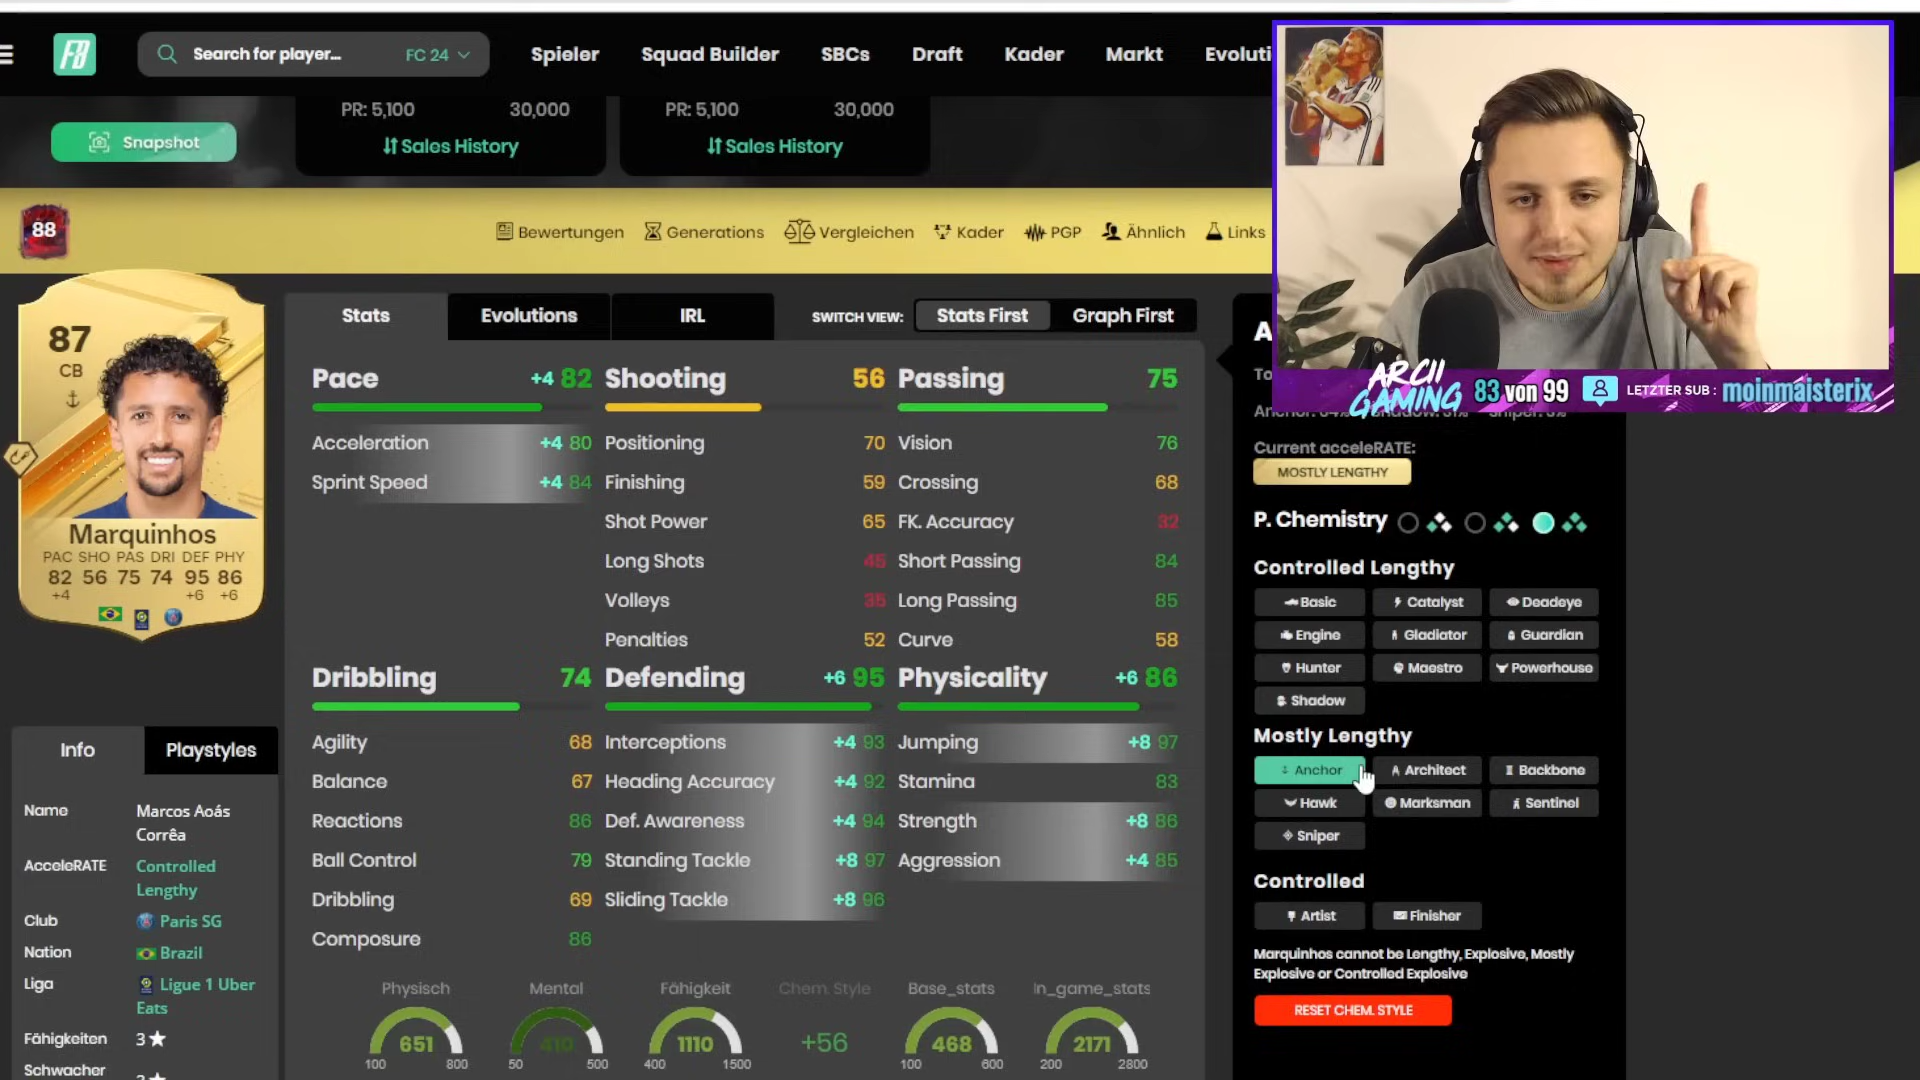 Search for player...
FC 24
Spieler
Squad Builder
SBCs
Draft
Kader
Markt
Evoluti
PR: 5,100
30,000
PR: 5,100
30,000
Snapshot
Sales History
Sales History
88
Bewertungen
Generations
Vergleichen
Kader
PGP
Ähnlich
Links
ARCII
GAMING
83 von 99
LETZTER SUB : moinmaisterix
87
CB
Marquinhos
PAC SHO PAS DRI DEF PHY
82 56 75 74 95 86
+4 +6 +6
Stats
Evolutions
IRL
SWITCH VIEW:
Stats First
Graph First
Pace +4 82
Acceleration +4 80
Sprint Speed +4 84
Shooting 56
Positioning 70
Finishing 59
Shot Power 65
Long Shots 45
Volleys 35
Penalties 52
Passing 75
Vision 76
Crossing 68
FK. Accuracy 32
Short Passing 84
Long Passing 85
Curve 58
Dribbling 74
Agility 68
Balance 67
Reactions 86
Ball Control 79
Dribbling 69
Composure 86
Defending +6 95
Interceptions +4 93
Heading Accuracy +4 92
Def. Awareness +4 94
Standing Tackle +8 97
Sliding Tackle +8 96
Physicality +6 86
Jumping +8 97
Stamina 83
Strength +8 86
Aggression +4 85
Physisch
651
100 800
Mental
410
50 500
Fähigkeit
1110
400 1500
Chem. Style
+56
Base_stats
468
100 600
In_game_stats
2171
200 2800
Info
Playstyles
Name Marcos Aoás
Corrêa
AcceleRATE Controlled
Lengthy
Club Paris SG
Nation Brazil
Liga Ligue 1 Uber
Eats
Fähigkeiten 3
Schwacher
Current acceleRATE:
MOSTLY LENGTHY
P. Chemistry
Controlled Lengthy
Basic
Catalyst
Deadeye
Engine
Gladiator
Guardian
Hunter
Maestro
Powerhouse
Shadow
Mostly Lengthy
Anchor
Architect
Backbone
Hawk
Marksman
Sentinel
Sniper
Controlled
Artist
Finisher
Marquinhos cannot be Lengthy, Explosive, Mostly
Explosive or Controlled Explosive
RESET CHEM. STYLE